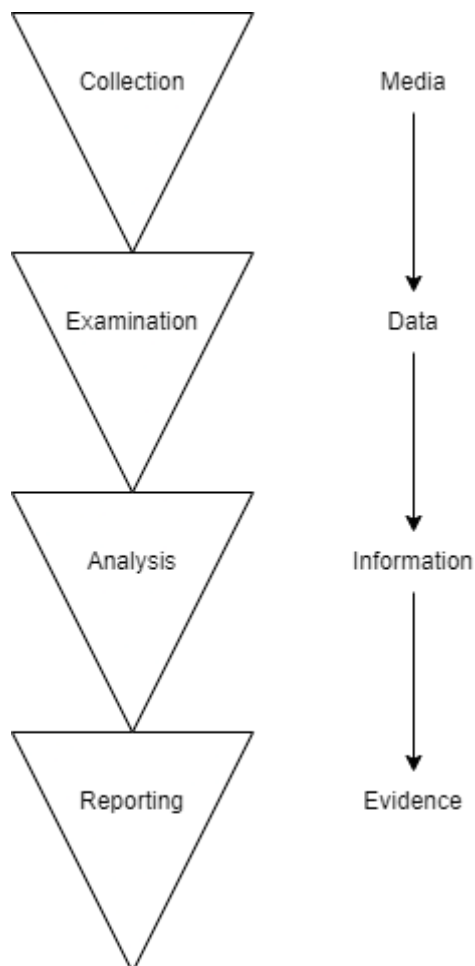 Collection
Media
Examination
Data
Analysis
Information
Reporting
Evidence